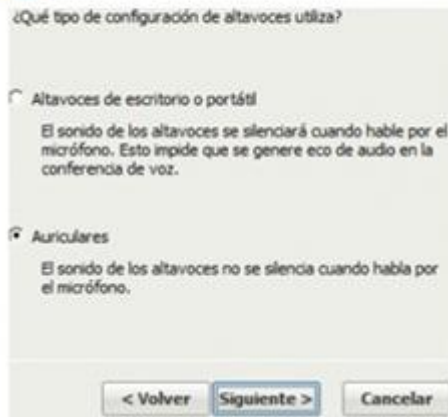 ¿Qué tipo de configuración de altavoces utiliza?
Altavoces de escritorio o portátil
El sonido de los altavoces se silenciará cuando hable por el
micrófono. Esto impide que se genere eco de audio en la
conferencia de voz.
Auriculares
El sonido de los altavoces no se silencia cuando habla por
el micrófono.
< Volver Siguiente > Cancelar